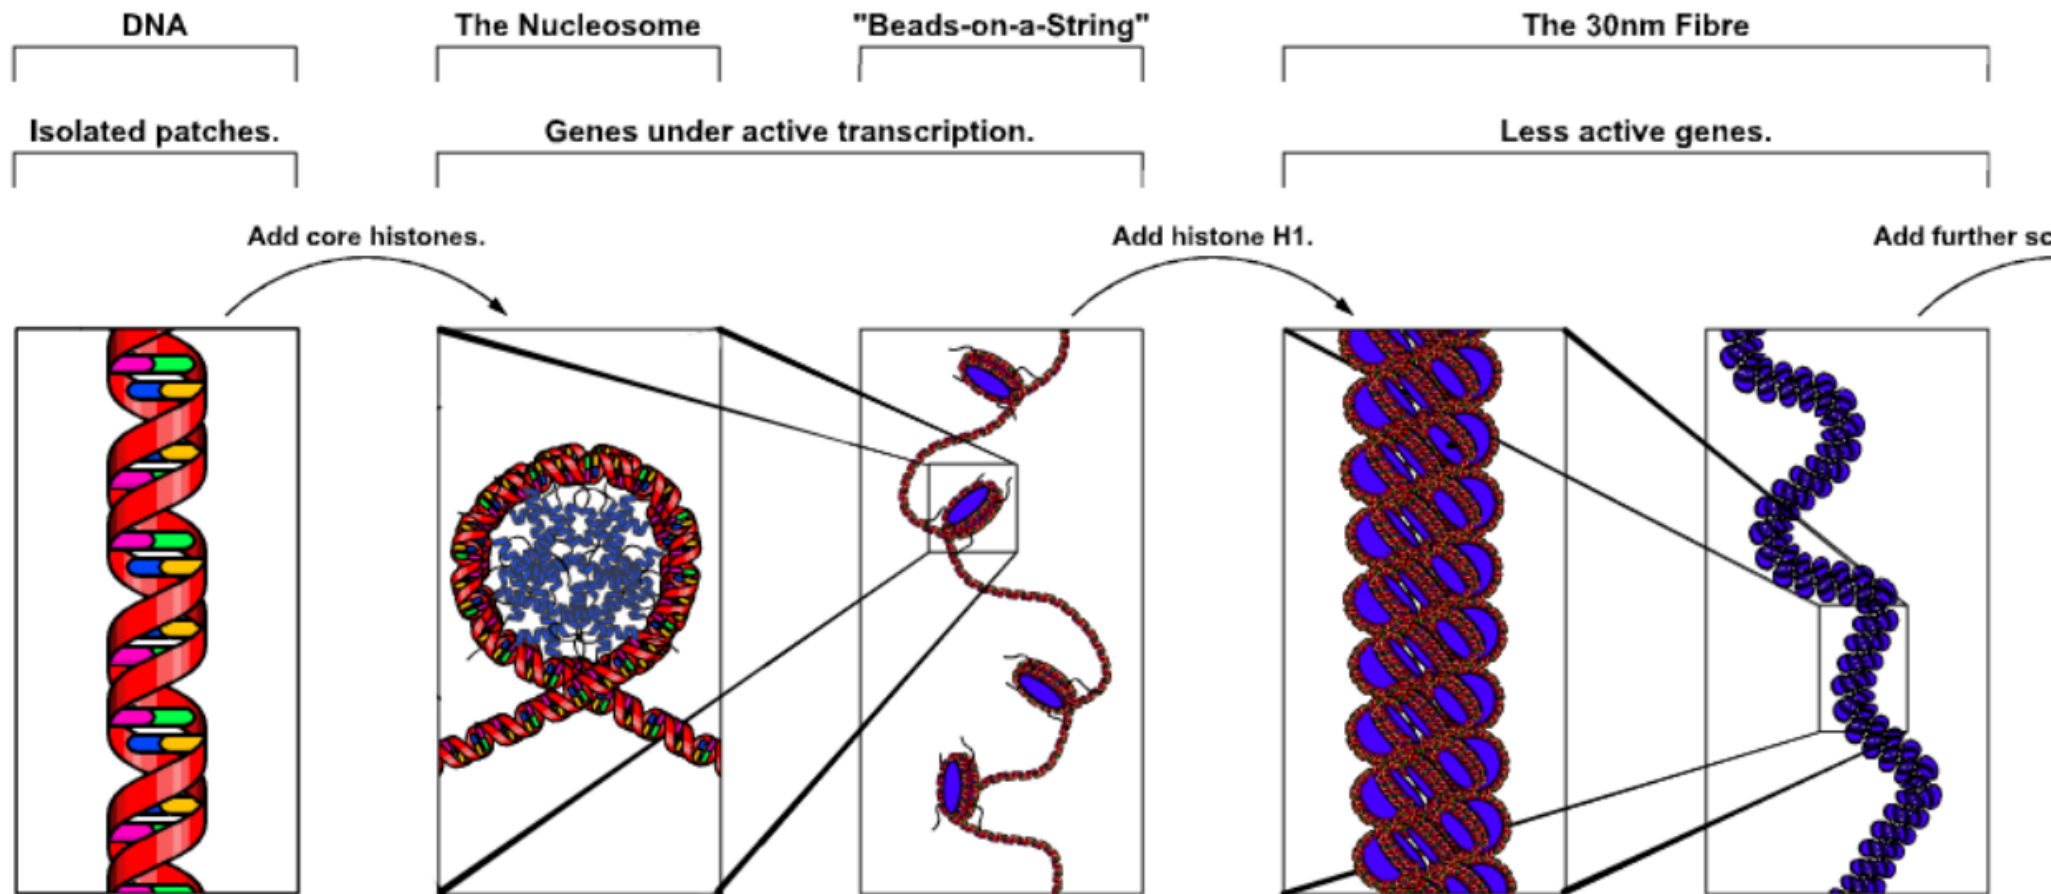 DNA
The Nucleosome
"Beads-on-a-String"
The 30nm Fibre
Isolated patches.
Genes under active transcription.
Less active genes.
Add core histones.
Add histone H1.
Add further sc